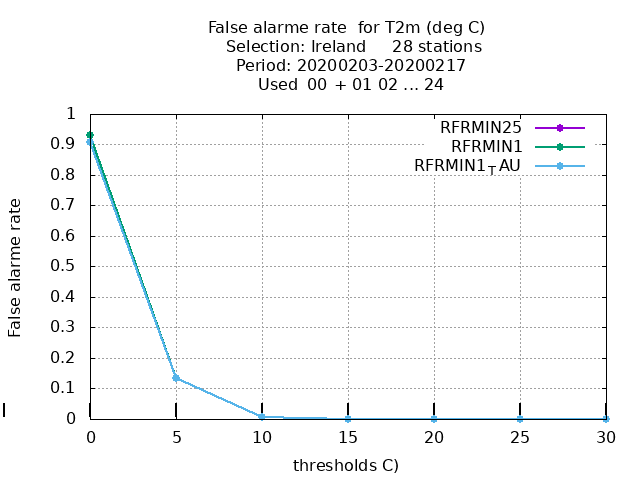 False alarme rate  for T2m (deg C)
Selection: Ireland     28 stations
Period: 20200203-20200217
Used  00 + 01 02 ... 24
RFRMIN25
RFRMIN1
RFRMIN1TAU
1
0.9
0.8
0.7
0.6
0.5
0.4
0.3
0.2
0.1
0
False alarme rate
0 5 10 15 20 25 30
thresholds C)